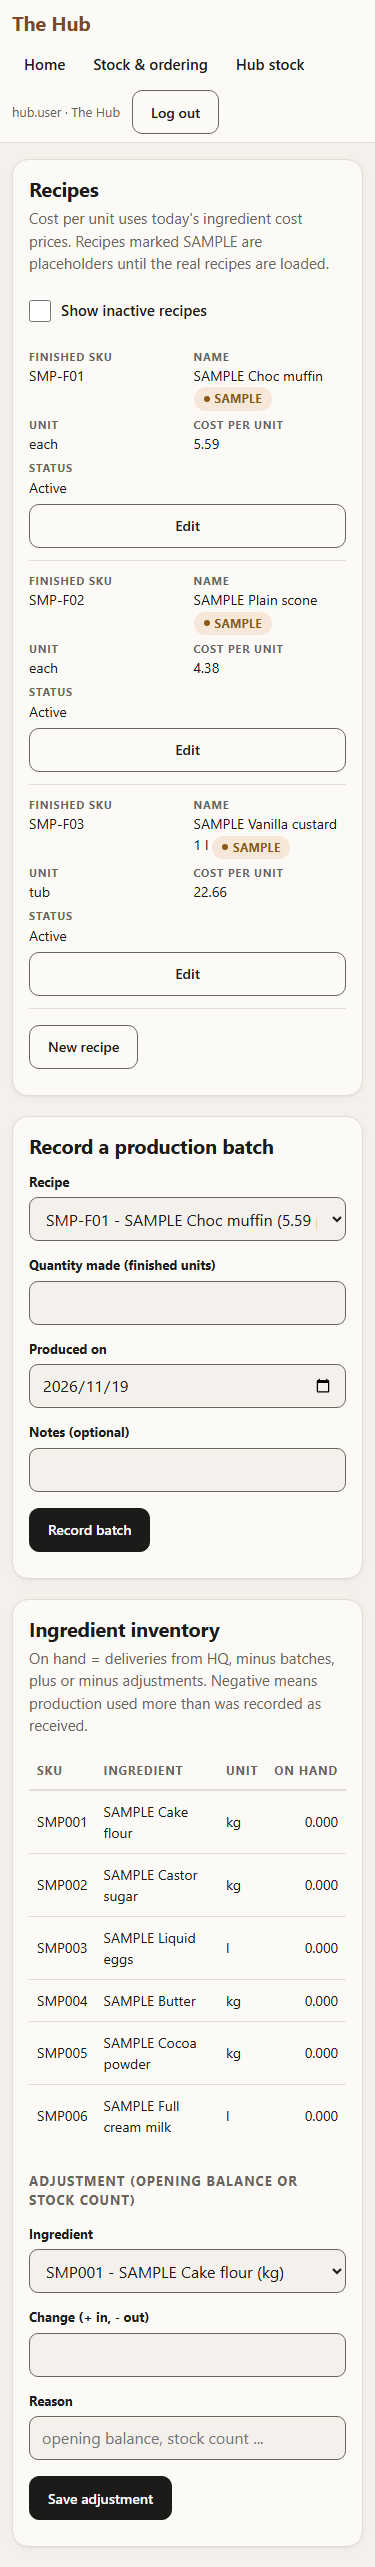 The Hub
Home Stock & ordering Hub stock
hub.user · The Hub Log out
Recipes
Cost per unit uses today's ingredient cost
prices. Recipes marked SAMPLE are
placeholders until the real recipes are loaded.
Show inactive recipes
FINISHED SKU NAME
SMP-F01 SAMPLE Choc muffin
SAMPLE
UNIT COST PER UNIT
each 5.59
STATUS
Active
Edit
FINISHED SKU NAME
SMP-F02 SAMPLE Plain scone
SAMPLE
UNIT COST PER UNIT
each 4.38
STATUS
Active
Edit
FINISHED SKU NAME
SMP-F03 SAMPLE Vanilla custard
1 l SAMPLE
UNIT COST PER UNIT
tub 22.66
STATUS
Active
Edit
New recipe
Record a production batch
Recipe
SMP-F01 - SAMPLE Choc muffin (5.59
Quantity made (finished units)
Produced on
2026/11/19
Notes (optional)
Record batch
Ingredient inventory
On hand = deliveries from HQ, minus batches,
plus or minus adjustments. Negative means
production used more than was recorded as
received.
SKU INGREDIENT UNIT ON HAND
SMP001 SAMPLE Cake flour kg 0.000
SMP002 SAMPLE Castor sugar kg 0.000
SMP003 SAMPLE Liquid eggs l 0.000
SMP004 SAMPLE Butter kg 0.000
SMP005 SAMPLE Cocoa powder kg 0.000
SMP006 SAMPLE Full cream milk l 0.000
ADJUSTMENT (OPENING BALANCE OR
STOCK COUNT)
Ingredient
SMP001 - SAMPLE Cake flour (kg)
Change (+ in, - out)
Reason
opening balance, stock count ...
Save adjustment